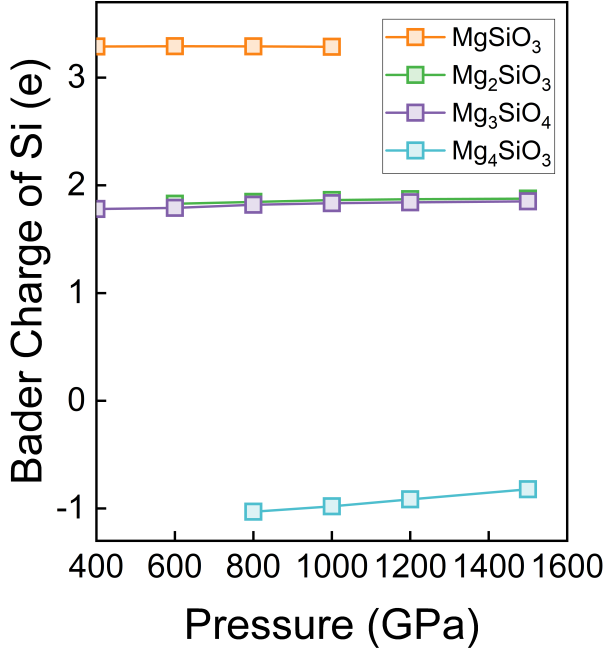 MgSiO₃
Mg₂SiO₃
Mg₃SiO₄
Mg₄SiO₃
Bader Charge of Si (e)
3
2
1
0
-1
400 600 800 1000 1200 1400 1600
Pressure (GPa)